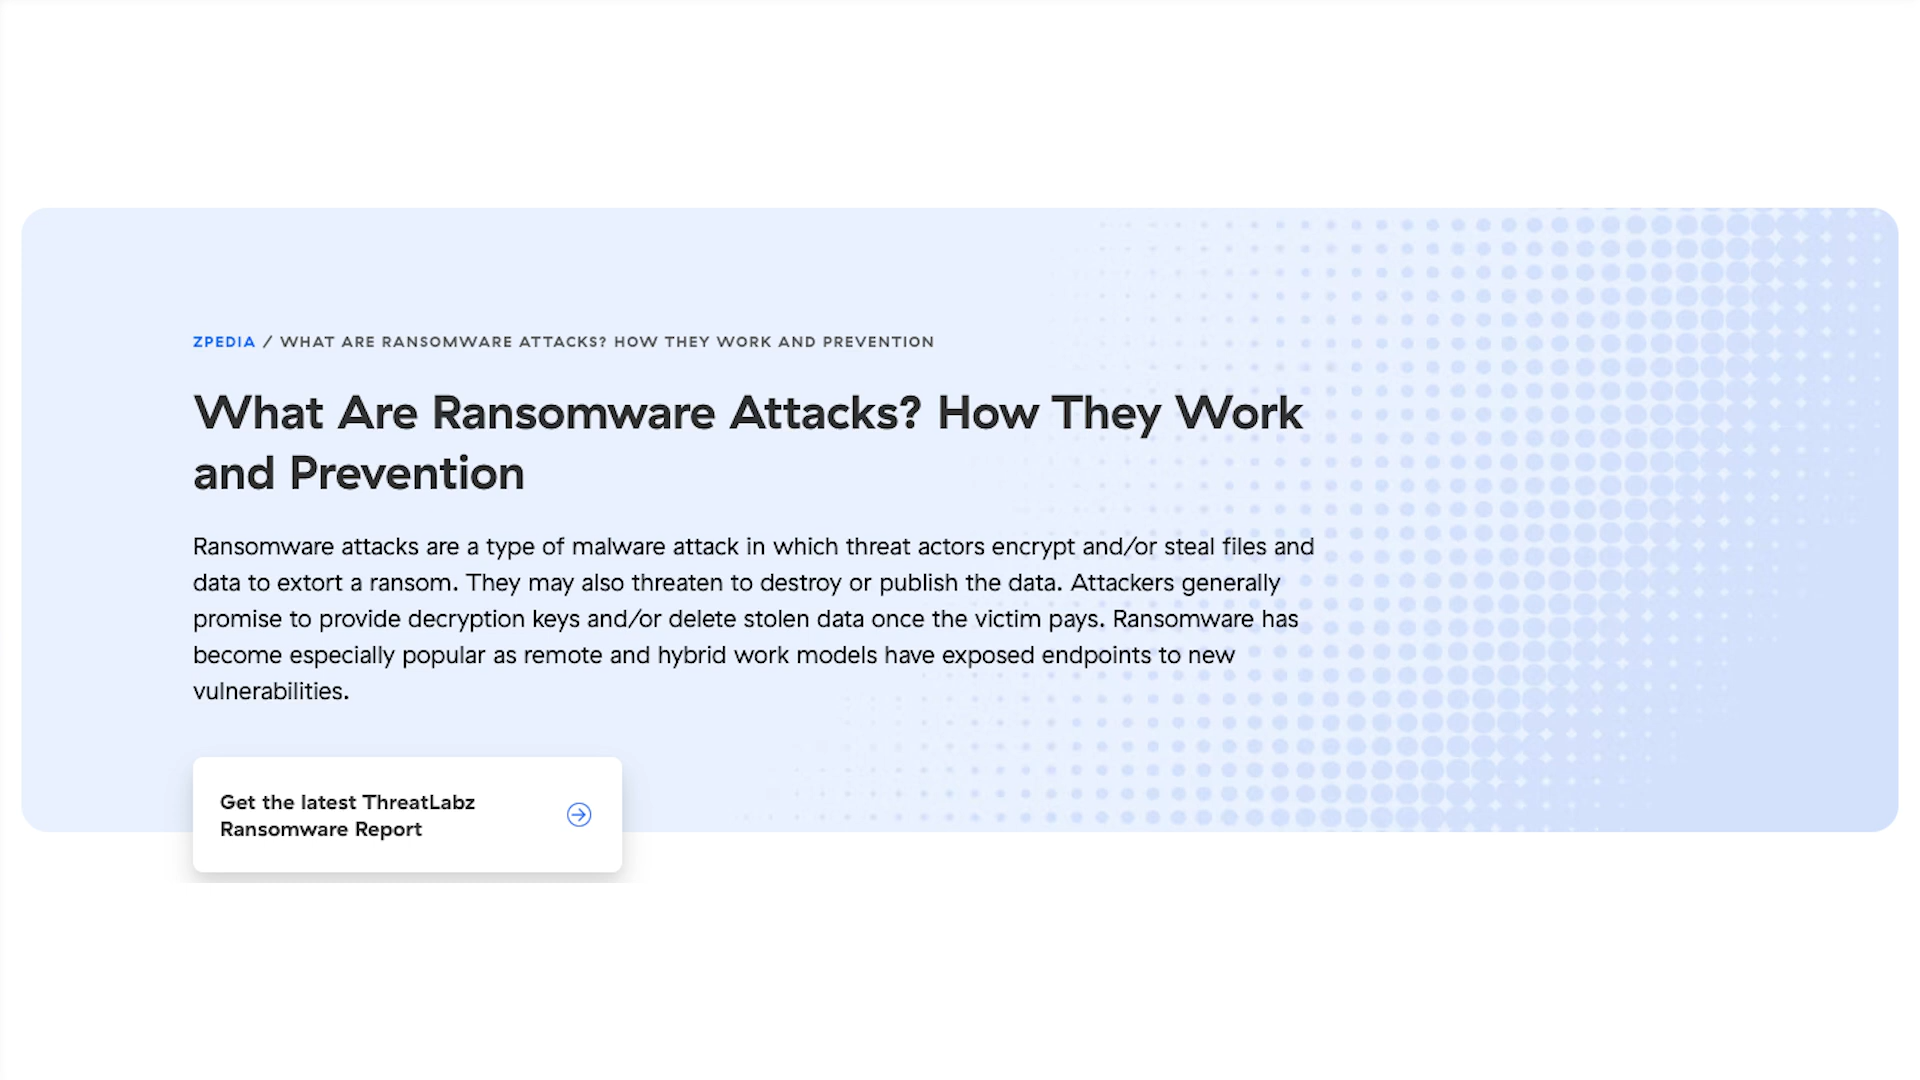 ZPEDIA / WHAT ARE RANSOMWARE ATTACKS? HOW THEY WORK AND PREVENTION
What Are Ransomware Attacks? How They Work
and Prevention
Ransomware attacks are a type of malware attack in which threat actors encrypt and/or steal files and
data to extort a ransom. They may also threaten to destroy or publish the data. Attackers generally
promise to provide decryption keys and/or delete stolen data once the victim pays. Ransomware has
become especially popular as remote and hybrid work models have exposed endpoints to new
vulnerabilities.
Get the latest ThreatLabz
Ransomware Report